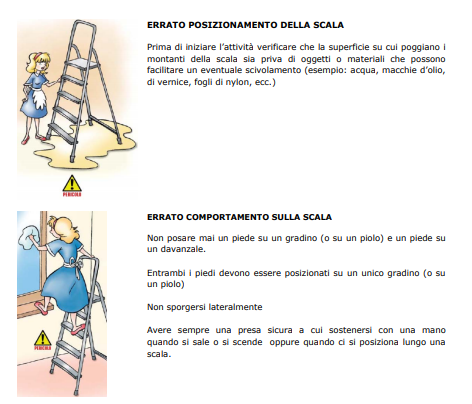 ERRATO POSIZIONAMENTO DELLA SCALA
Prima di iniziare l'attività verificare che la superficie su cui poggiano i
montanti della scala sia priva di oggetti o materiali che possono
facilitare un eventuale scivolamento (esempio: acqua, macchie d'olio,
di vernice, fogli di nylon, ecc.)
PERICOLO
ERRATO COMPORTAMENTO SULLA SCALA
Non posare mai un piede su un gradino (o su un piolo) e un piede su
un davanzale.
Entrambi i piedi devono essere posizionati su un unico gradino (o su
un piolo)
Non sporgersi lateralmente
Avere sempre una presa sicura a cui sostenersi con una mano
quando si sale o si scende oppure quando ci si posiziona lungo una
scala.
PERICOLO